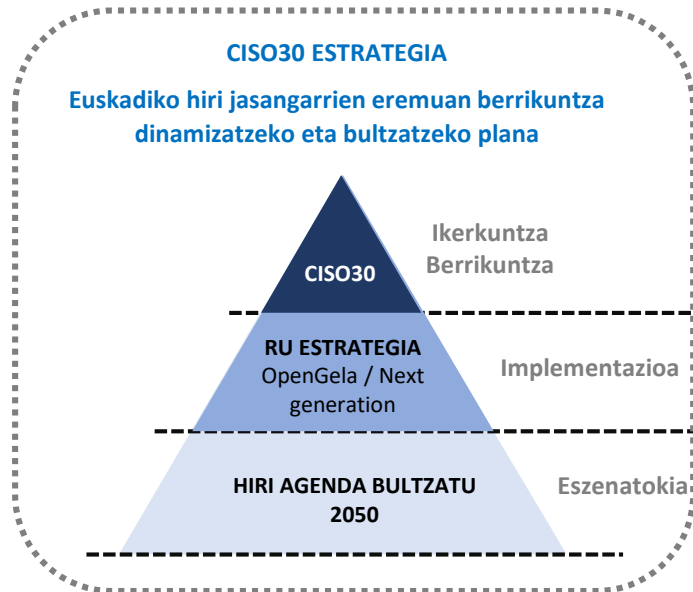 CISO30 ESTRATEGIA
Euskadiko hiri jasangarrien eremuan berrikuntza
dinamizatzeko eta bultzatzeko plana
Ikerkuntza
Berrikuntza
CISO30
RU ESTRATEGIA
OpenGela / Next
generation
Implementazioa
HIRI AGENDA BULTZATU
2050
Eszenatokia